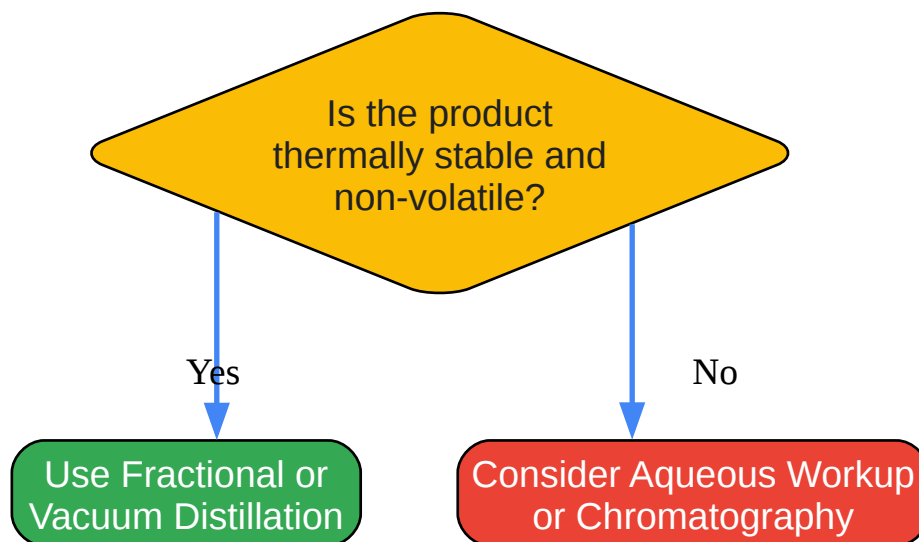 Is the product
thermally stable and
non-volatile?
Yes
No
Use Fractional or
Vacuum Distillation
Consider Aqueous Workup
or Chromatography